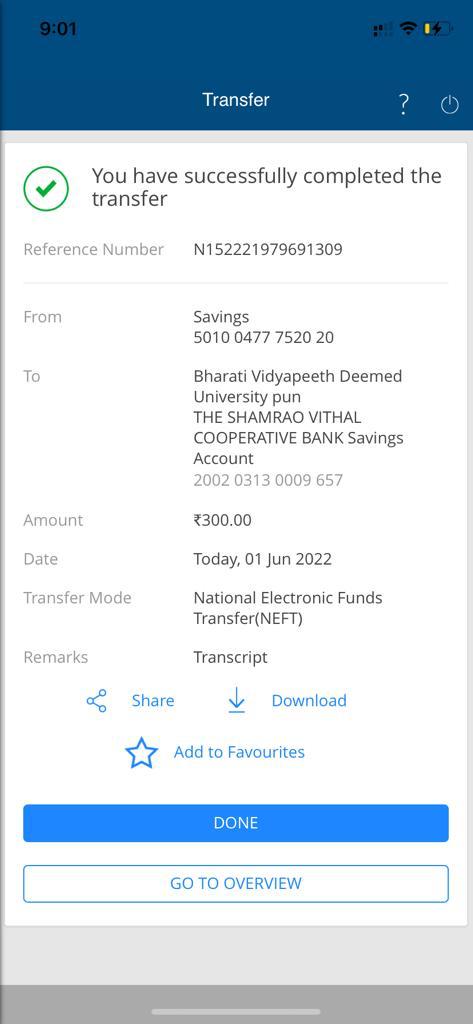 9:01
Transfer ?
You have successfully completed the
transfer
Reference Number N152221979691309
From Savings
5010 0477 7520 20
To Bharati Vidyapeeth Deemed
University pun
THE SHAMRAO VITHAL
COOPERATIVE BANK Savings
Account
2002 0313 0009 657
Amount ₹300.00
Date Today, 01 Jun 2022
Transfer Mode National Electronic Funds
Transfer(NEFT)
Remarks Transcript
Share Download
Add to Favourites
DONE
GO TO OVERVIEW